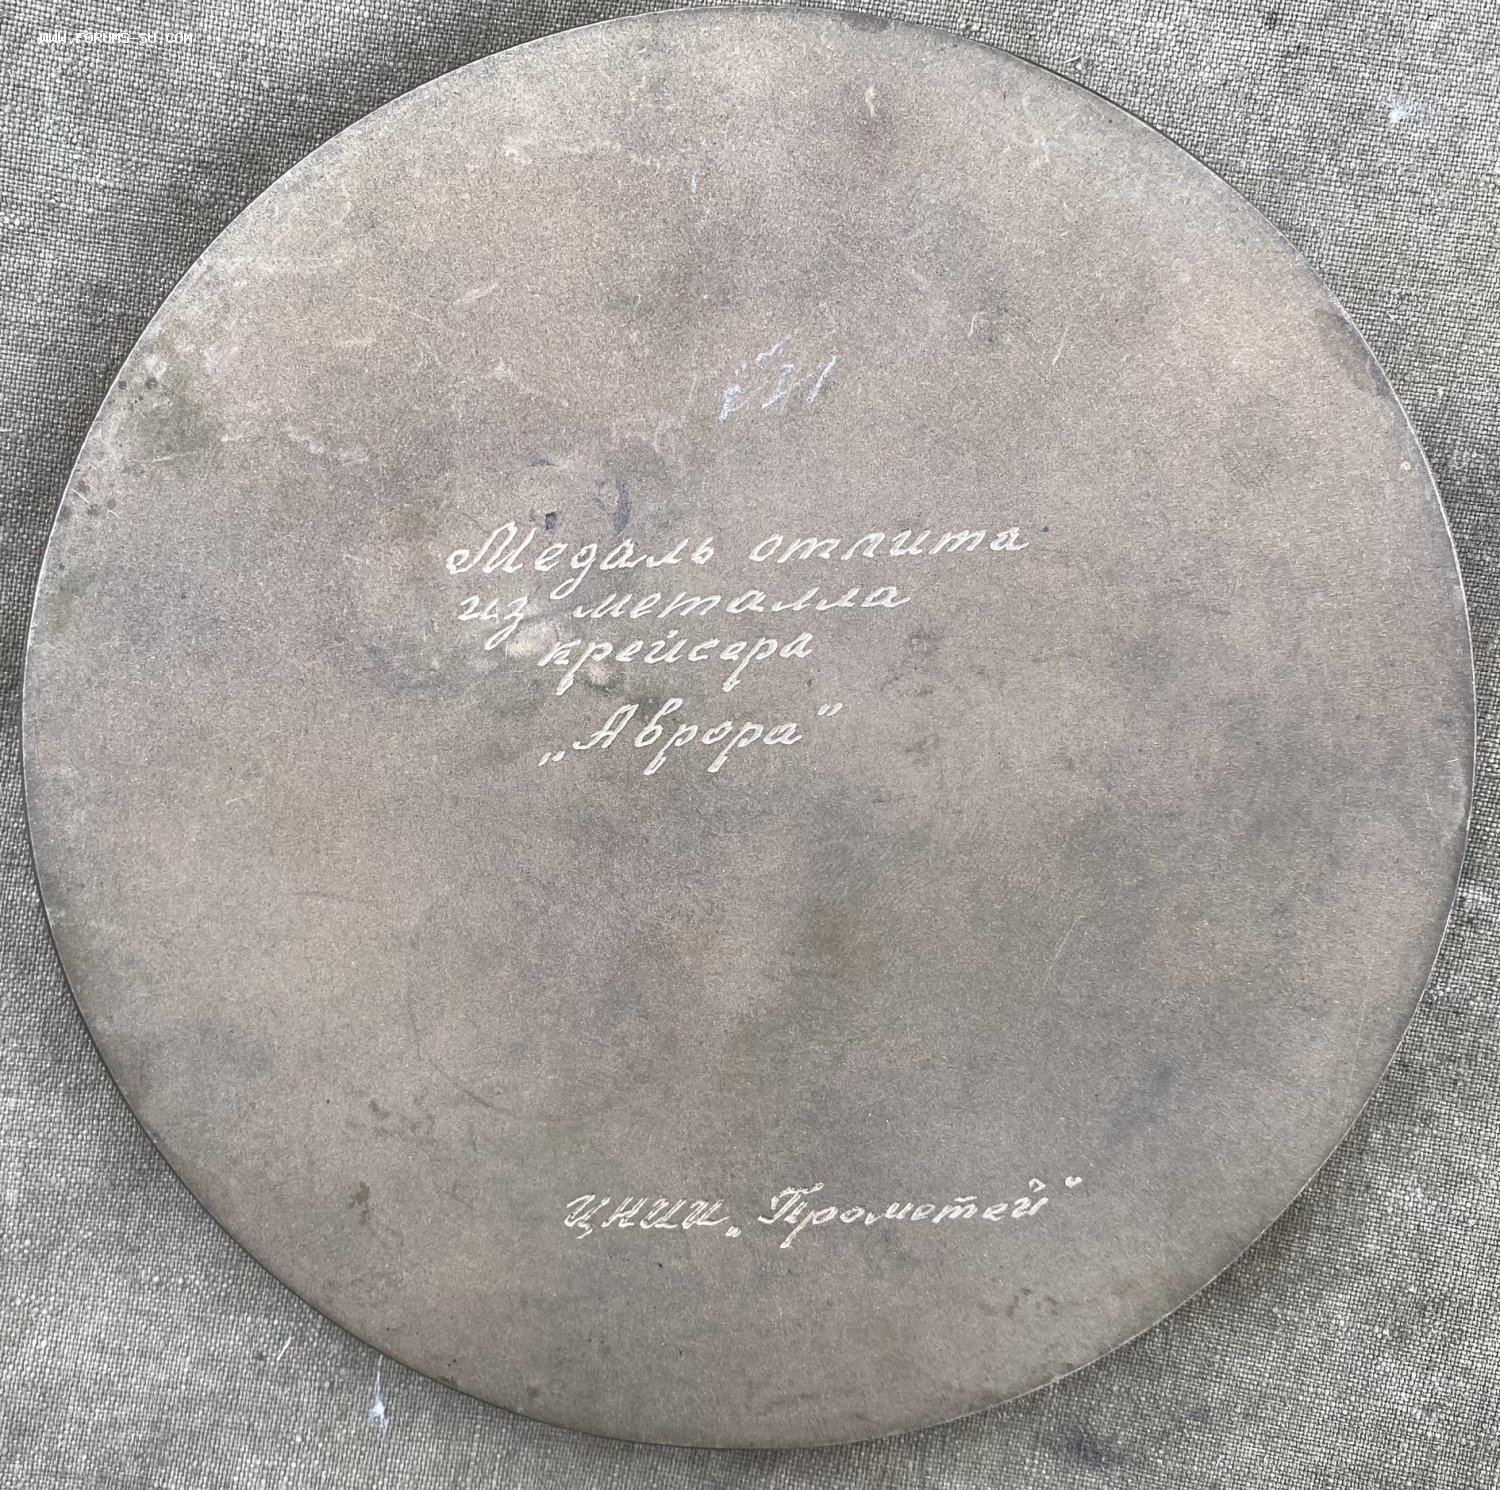 WWW.FORUMS-SU.COM
Медаль отлита
из металла
крейсера
„Аврора"
ЦНИИ „Прометей"